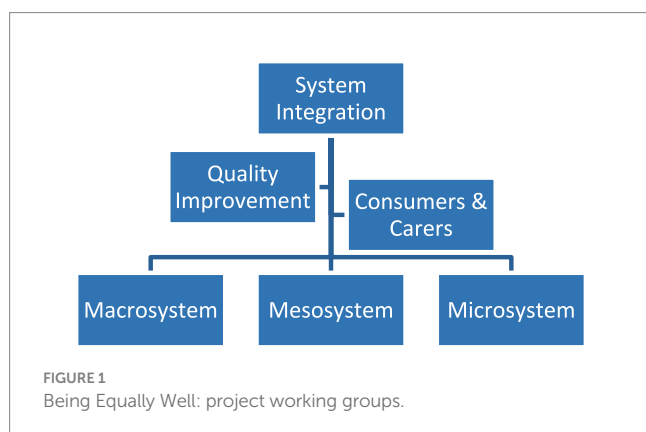 System
Integration
Quality
Improvement
Consumers &
Carers
Macrosystem
Mesosystem
Microsystem
FIGURE 1
Being Equally Well: project working groups.